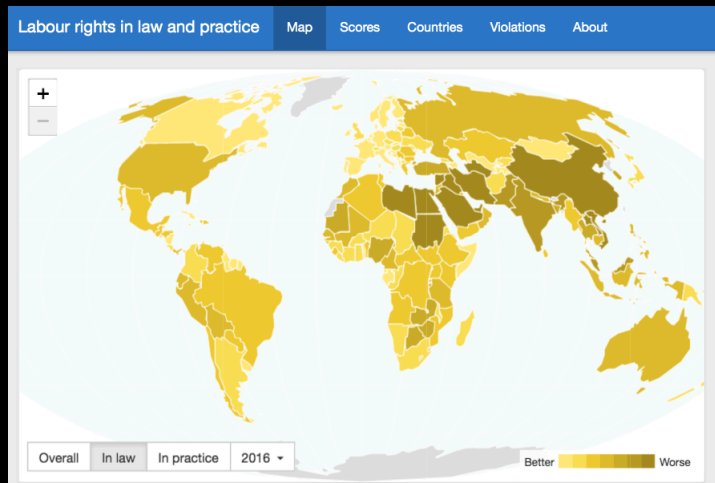 Labour rights in law and practice Map Scores Countries Violations About
+
−
Overall In law In practice 2016
Better Worse